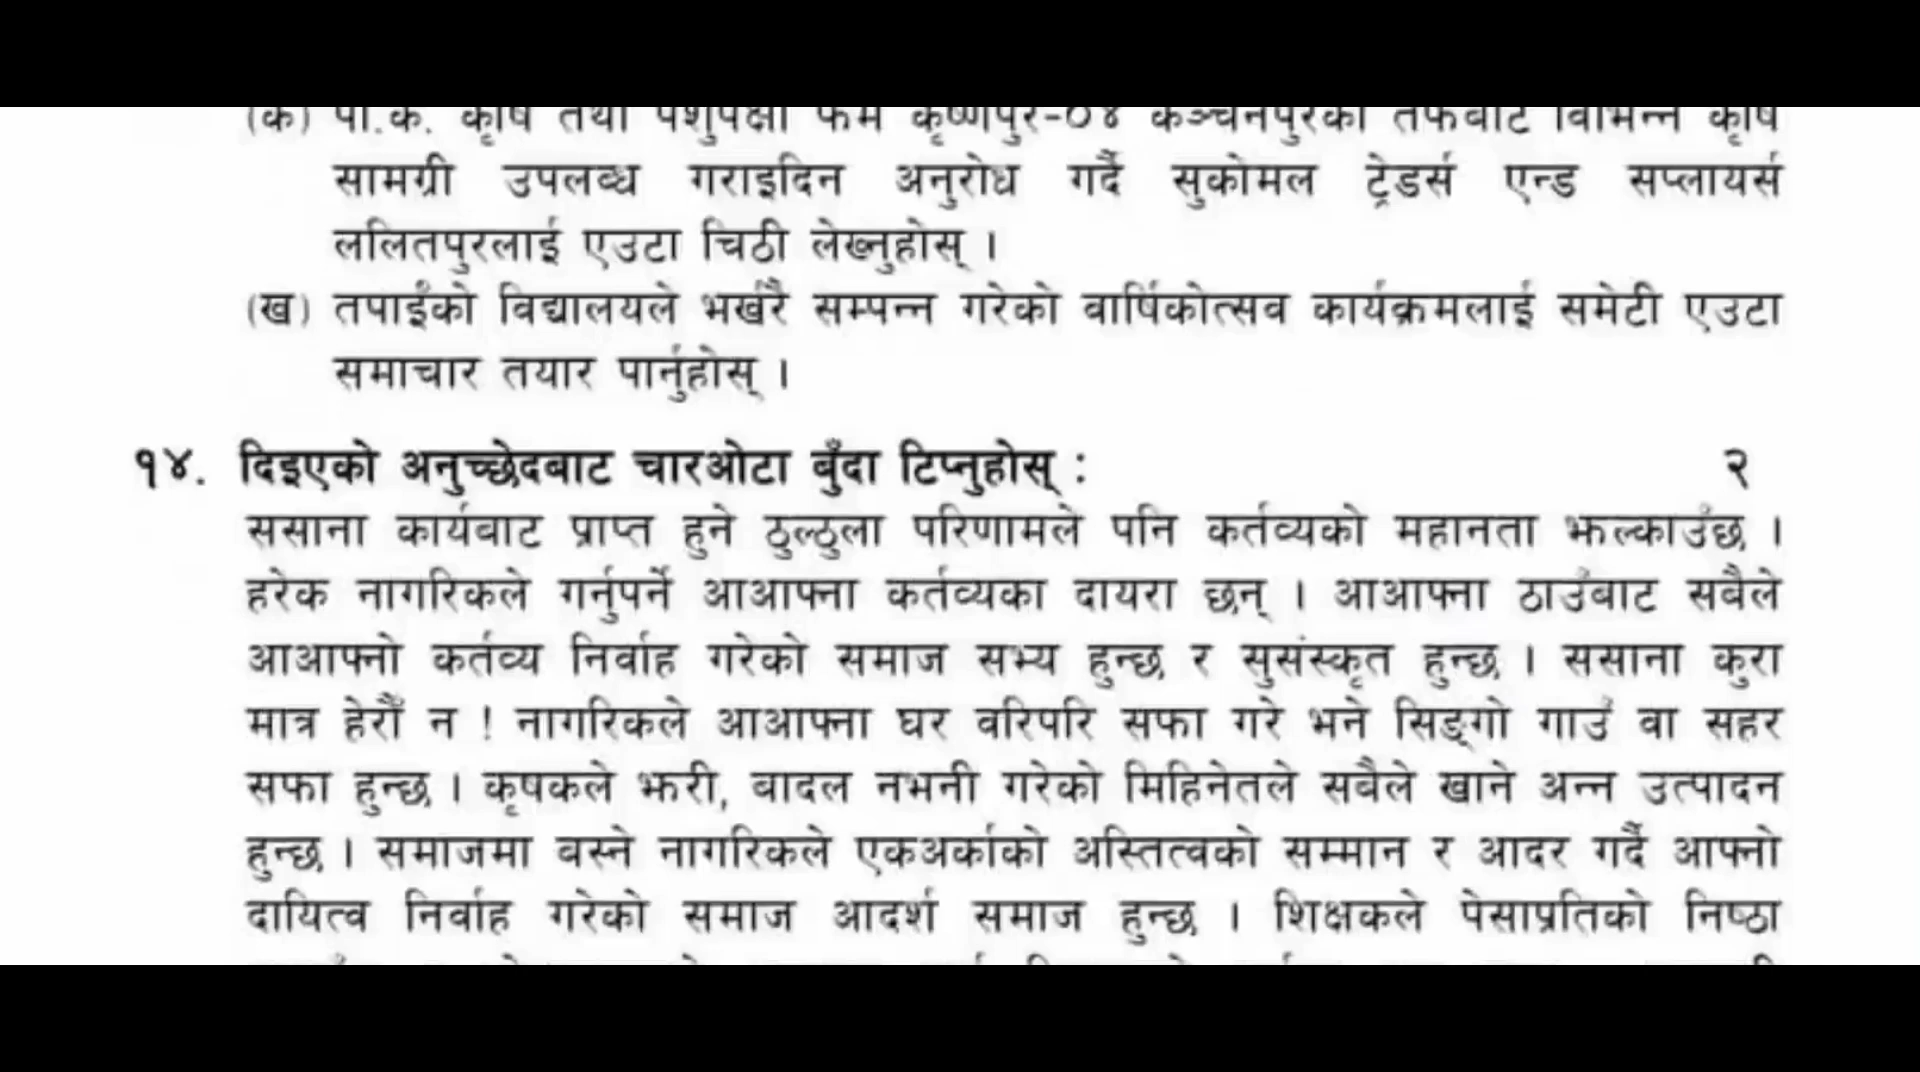 (क) पी.क. कृषि तथा पशुपंक्षी फर्म कृष्णपुर-०४ कञ्चनपुरका तर्फबाट विभिन्न कृषि
सामग्री उपलब्ध गराइदिन अनुरोध गर्दै सुकोमल ट्रेडर्स एन्ड सप्लायर्स
ललितपुरलाई एउटा चिठी लेख्नुहोस् ।
(ख) तपाईंको विद्यालयले भर्खरै सम्पन्न गरेको वार्षिकोत्सव कार्यक्रमलाई समेटी एउटा
समाचार तयार पार्नुहोस् ।
१४. दिइएको अनुच्छेदबाट चारओटा बुँदा टिप्नुहोस् : २
ससाना कार्यबाट प्राप्त हुने ठुल्ठुला परिणामले पनि कर्तव्यको महानता झल्काउँछ ।
हरेक नागरिकले गर्नुपर्ने आआफ्ना कर्तव्यका दायरा छन् । आआफ्ना ठाउँबाट सबैले
आआफ्नो कर्तव्य निर्वाह गरेको समाज सभ्य हुन्छ र सुसंस्कृत हुन्छ । ससाना कुरा
मात्र हेरौँ न ! नागरिकले आआफ्ना घर वरिपरि सफा गरे भने सिङ्गो गाउँ वा सहर
सफा हुन्छ । कृषकले झरी, बादल नभनी गरेको मिहिनेतले सबैले खाने अन्न उत्पादन
हुन्छ । समाजमा बस्ने नागरिकले एकअर्काको अस्तित्वको सम्मान र आदर गर्दै आफ्नो
दायित्व निर्वाह गरेको समाज आदर्श समाज हुन्छ । शिक्षकले पेसाप्रतिको निष्ठा